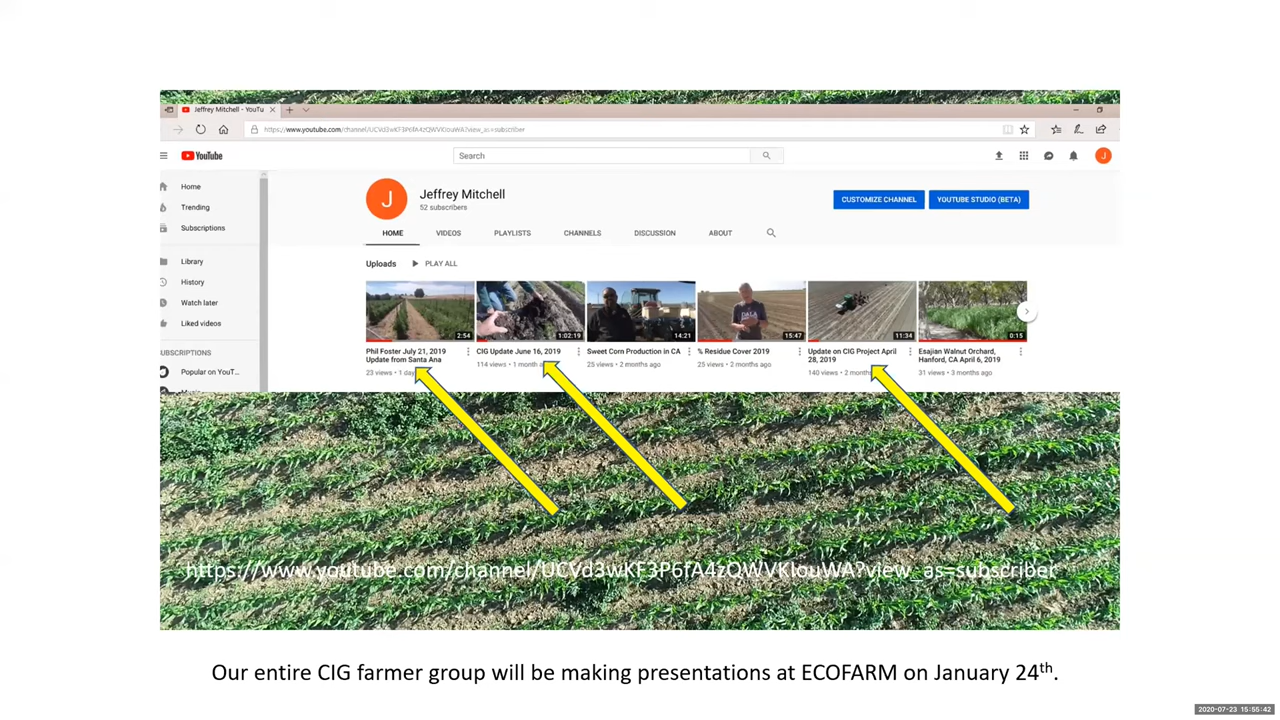 Jeffrey Mitchell - YouTu
https://www.youtube.com/channel/UCVd3wKF3P6fA4zQWVKlouWA?view_as=subscriber
YouTube
Search
J
Home
Trending
Subscriptions
Library
History
Watch later
Liked videos
SUBSCRIPTIONS
Popular on YouT...
J
Jeffrey Mitchell
52 subscribers
CUSTOMIZE CHANNEL YOUTUBE STUDIO (BETA)
HOME VIDEOS PLAYLISTS CHANNELS DISCUSSION ABOUT
Uploads PLAY ALL
2:54
Phil Foster July 21, 2019
Update from Santa Ana
23 views • 1 day
1:02:19
CIG Update June 16, 2019
114 views • 1 month
14:21
Sweet Corn Production in CA
25 views • 2 months ago
DALA
15:47
% Residue Cover 2019
25 views • 2 months ago
11:34
Update on CIG Project April
28, 2019
140 views • 2 months
0:15
Esajian Walnut Orchard,
Hanford, CA April 6, 2019
31 views • 3 months ago
https://www.youtube.com/channel/UCVd3wKF3P6fA4zQWVKlouWA?view_as=subscriber
Our entire CIG farmer group will be making presentations at ECOFARM on January 24th.
2020-07-23 15:55:42